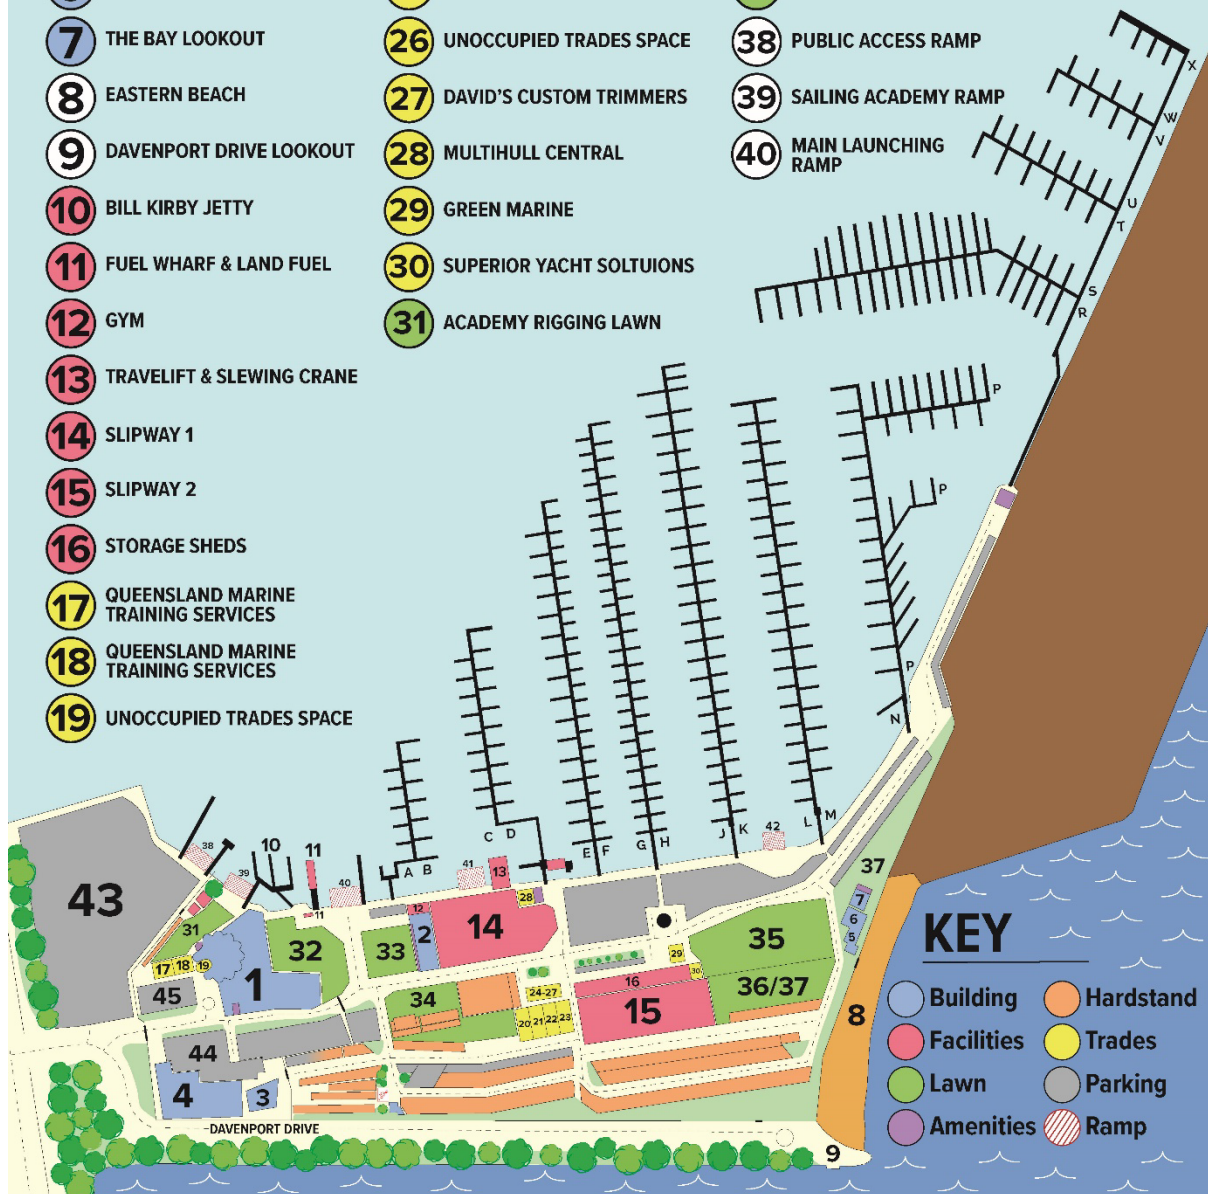 7 THE BAY LOOKOUT
8 EASTERN BEACH
9 DAVENPORT DRIVE LOOKOUT
10 BILL KIRBY JETTY
11 FUEL WHARF & LAND FUEL
12 GYM
13 TRAVELIFT & SLEWING CRANE
14 SLIPWAY 1
15 SLIPWAY 2
16 STORAGE SHEDS
17 QUEENSLAND MARINE
TRAINING SERVICES
18 QUEENSLAND MARINE
TRAINING SERVICES
19 UNOCCUPIED TRADES SPACE
26 UNOCCUPIED TRADES SPACE
27 DAVID'S CUSTOM TRIMMERS
28 MULTIHULL CENTRAL
29 GREEN MARINE
30 SUPERIOR YACHT SOLTUIONS
31 ACADEMY RIGGING LAWN
38 PUBLIC ACCESS RAMP
39 SAILING ACADEMY RAMP
40 MAIN LAUNCHING
RAMP
X
W
V
U
T
S
R
P
P
P
N
M
L
K
J
H
G
F
E
D
C
B
A
43
38
39
10
11
11
40
41
13
42
12
28
31
32
33
2
14
17 18 19
1
45
34
24-27
20 21 22 23
16
15
29
30
35
36/37
37
7
6
5
8
44
4
3
DAVENPORT DRIVE
9
KEY
Building
Hardstand
Facilities
Trades
Lawn
Parking
Amenities
Ramp